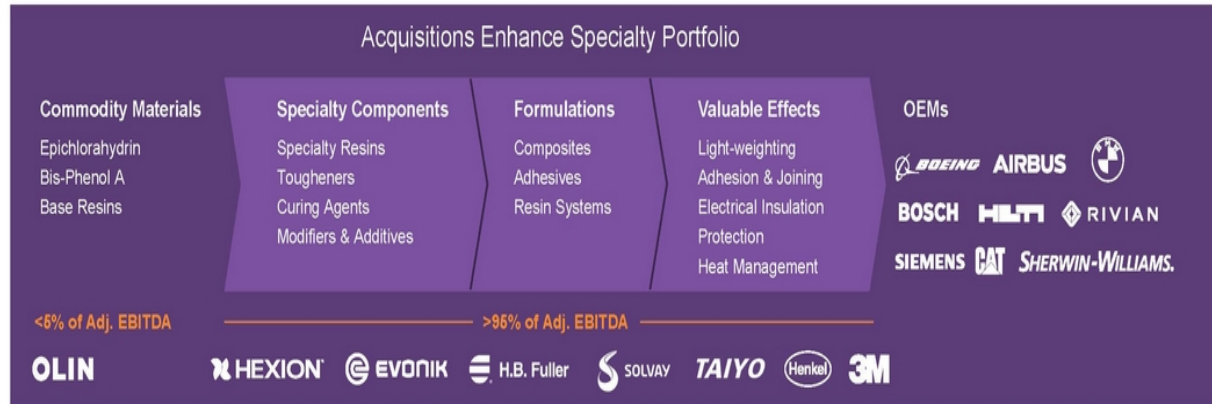 Acquisitions Enhance Specialty Portfolio
Commodity Materials
Epichlorahydrin
Bis-Phenol A
Base Resins
Specialty Components
Specialty Resins
Tougheners
Curing Agents
Modifiers & Additives
Formulations
Composites
Adhesives
Resin Systems
Valuable Effects
Light-weighting
Adhesion & Joining
Electrical Insulation
Protection
Heat Management
OEMs
BOEING AIRBUS BMW
BOSCH HILTI RIVIAN
SIEMENS CAT SHERWIN-WILLIAMS.
<5% of Adj. EBITDA
>95% of Adj. EBITDA
OLIN HEXION EVONIK H.B. Fuller SOLVAY TAIYO Henkel 3M